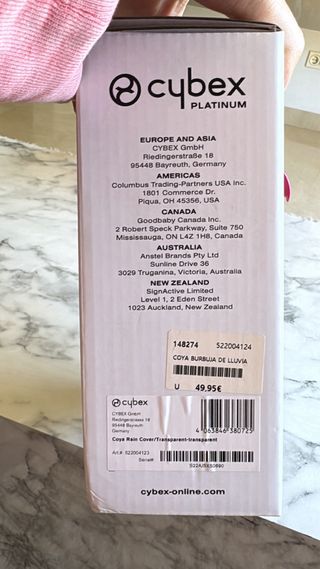 cybex
PLATINUM
EUROPE AND ASIA
CYBEX GmbH
Riedingerstraße 18
95448 Bayreuth, Germany
AMERICAS
Columbus Trading-Partners USA Inc.
1801 Commerce Dr.
Piqua, OH 45356, USA
CANADA
Goodbaby Canada Inc.
2 Robert Speck Parkway, Suite 750
Mississauga, ON L4Z 1H8, Canada
AUSTRALIA
Anstel Brands Pty Ltd
Sunline Drive 36
3029 Truganina, Victoria, Australia
NEW ZEALAND
SignActive Limited
Level 1, 2 Eden Street
1023 Auckland, New Zealand
148274 522004124
COYA BURBUJA DE LLUVIA
U 49,95€
cybex
CYBEX GmbH
Riedingerstrasse 18
95448 Bayreuth
Germany
4 063846 380725
Coya Rain Cover/Transparent-transparent
Art.# 522004123
Serial#
cybex-online.com